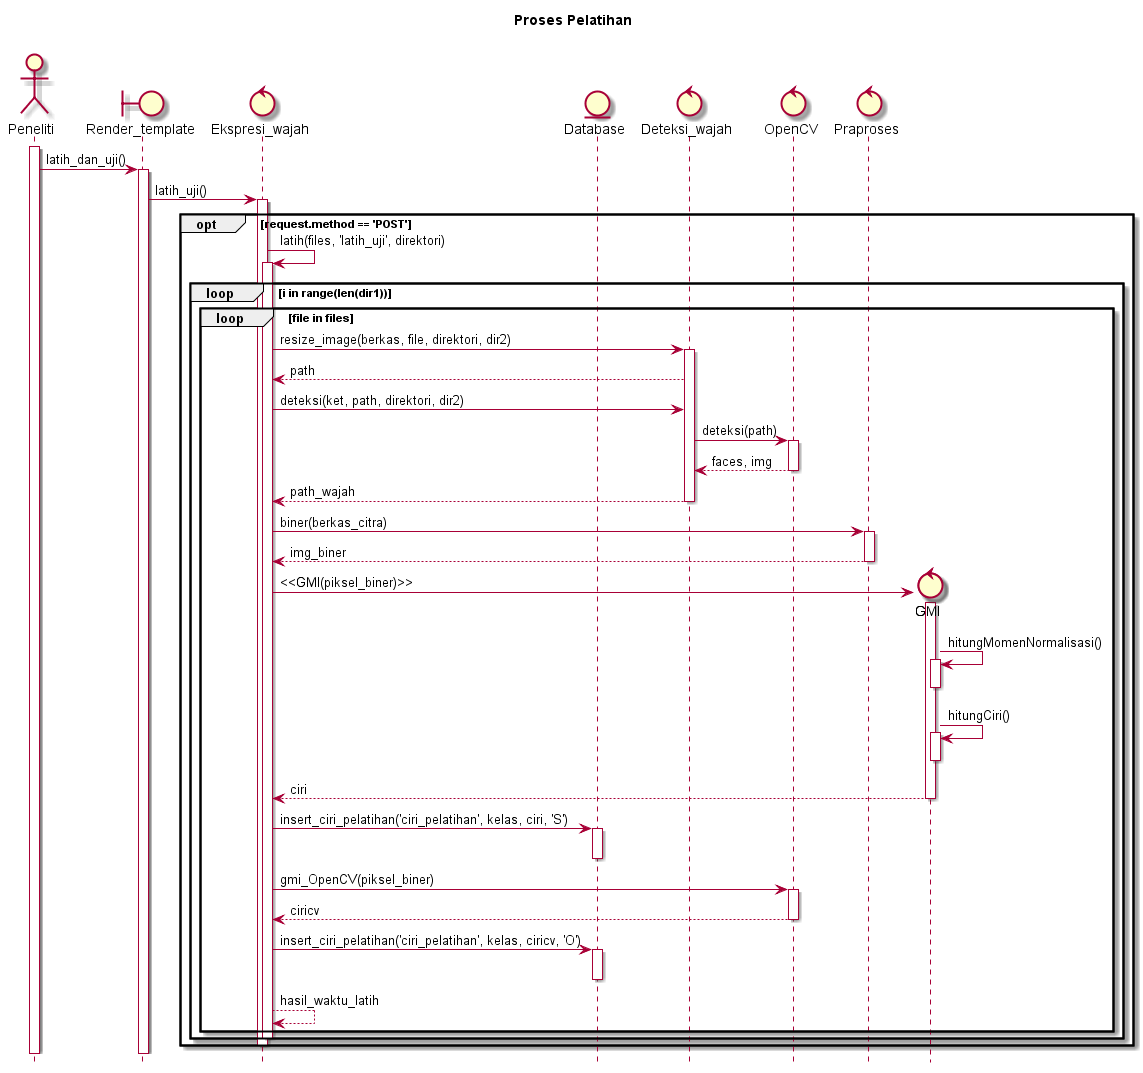 Proses Pelatihan
Peneliti
Render_template
Ekspresi_wajah
Database
Deteksi_wajah
OpenCV
Praproses
latih_dan_uji()
latih_uji()
opt
[request.method == 'POST']
latih(files, 'latih_uji', direktori)
loop
[i in range(len(dir1))]
loop
[file in files]
resize_image(berkas, file, direktori, dir2)
path
deteksi(ket, path, direktori, dir2)
deteksi(path)
faces, img
path_wajah
biner(berkas_citra)
img_biner
<<GMI(piksel_biner)>>
GMI
hitungMomenNormalisasi()
hitungCiri()
ciri
insert_ciri_pelatihan('ciri_pelatihan', kelas, ciri, 'S')
gmi_OpenCV(piksel_biner)
ciricv
insert_ciri_pelatihan('ciri_pelatihan', kelas, ciricv, 'O')
hasil_waktu_latih